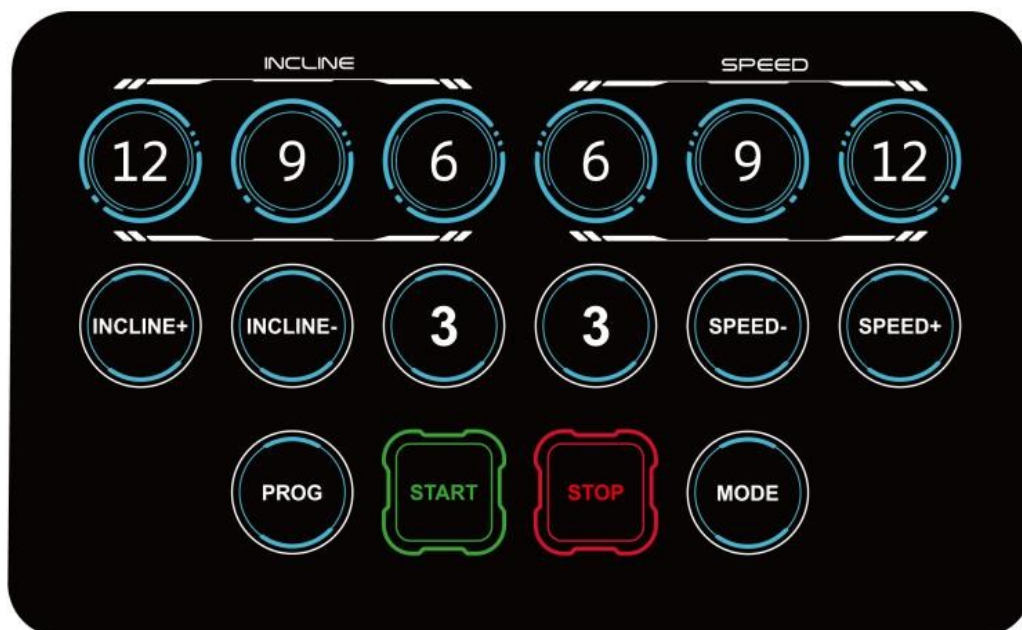 INCLINE SPEED
12 9 6 6 9 12
INCLINE+ INCLINE- 3 3 SPEED- SPEED+
PROG START STOP MODE